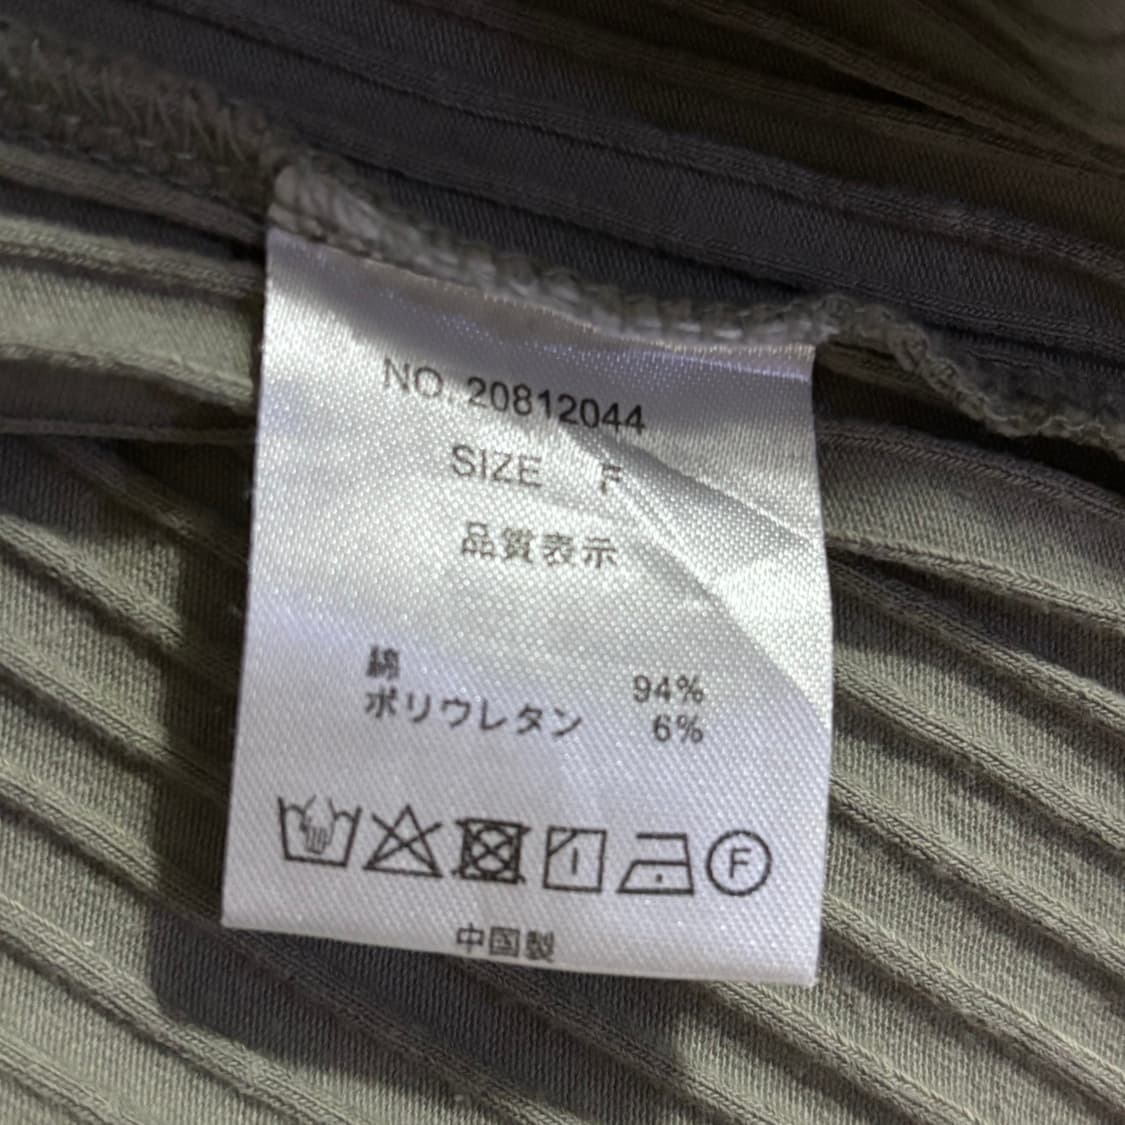 NO. 20812044
SIZE F
品質表示
綿 94%
ポリウレタン 6%
F
中国製